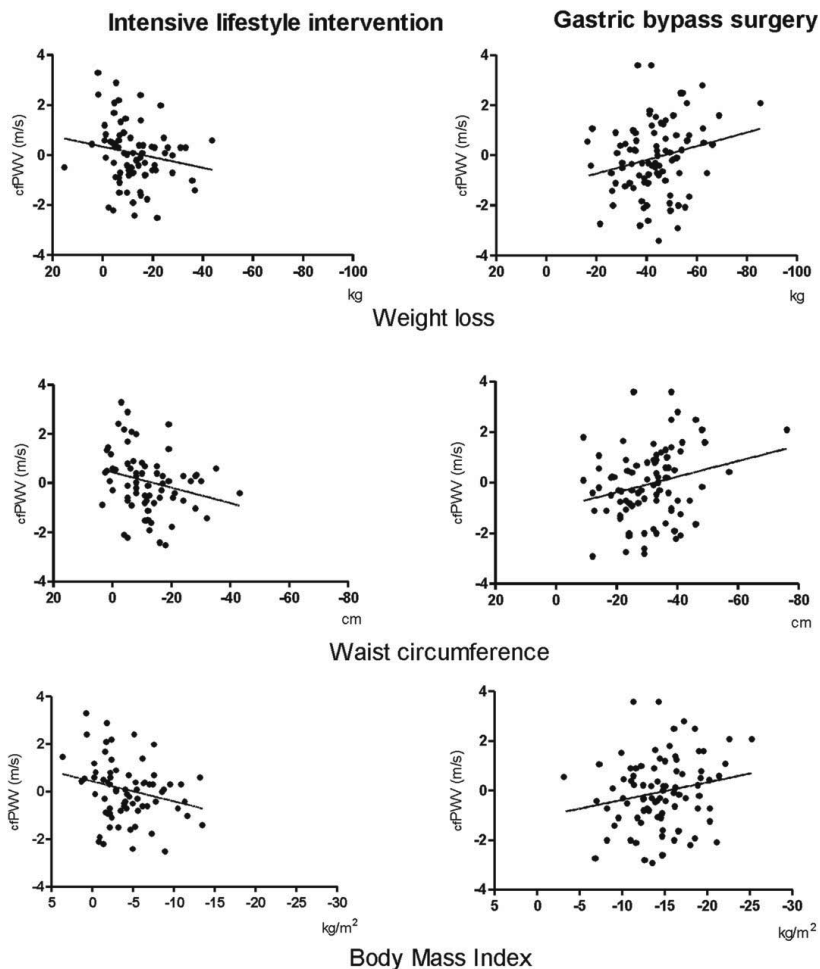 Intensive lifestyle intervention
Gastric bypass surgery
cfPWV (m/s)
4
2
0
-2
-4
20 0 -20 -40 -60 -80 -100
kg
cfPWV (m/s)
4
2
0
-2
-4
20 0 -20 -40 -60 -80 -100
kg
Weight loss
cfPWV (m/s)
4
2
0
-2
-4
20 0 -20 -40 -60 -80
cm
cfPWV (m/s)
4
2
0
-2
-4
20 0 -20 -40 -60 -80
cm
Waist circumference
cfPWV (m/s)
4
2
0
-2
-4
5 0 -5 -10 -15 -20 -25 -30
kg/m²
cfPWV (m/s)
4
2
0
-2
-4
5 0 -5 -10 -15 -20 -25 -30
kg/m²
Body Mass Index